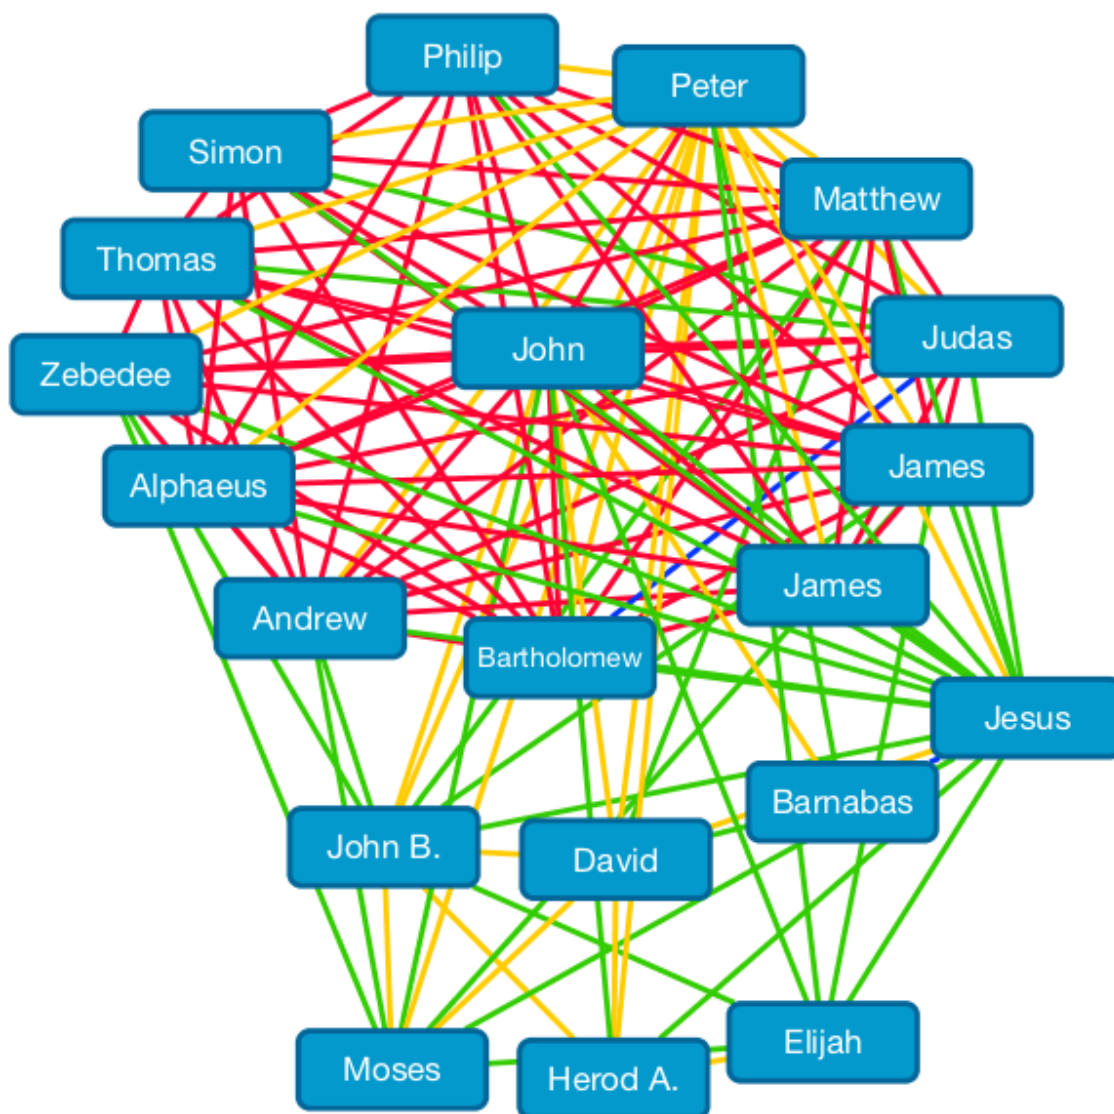 Philip
Peter
Simon
Matthew
Thomas
Judas
John
Zebedee
James
Alphaeus
James
Andrew
Bartholomew
Jesus
Barnabas
John B.
David
Elijah
Moses
Herod A.